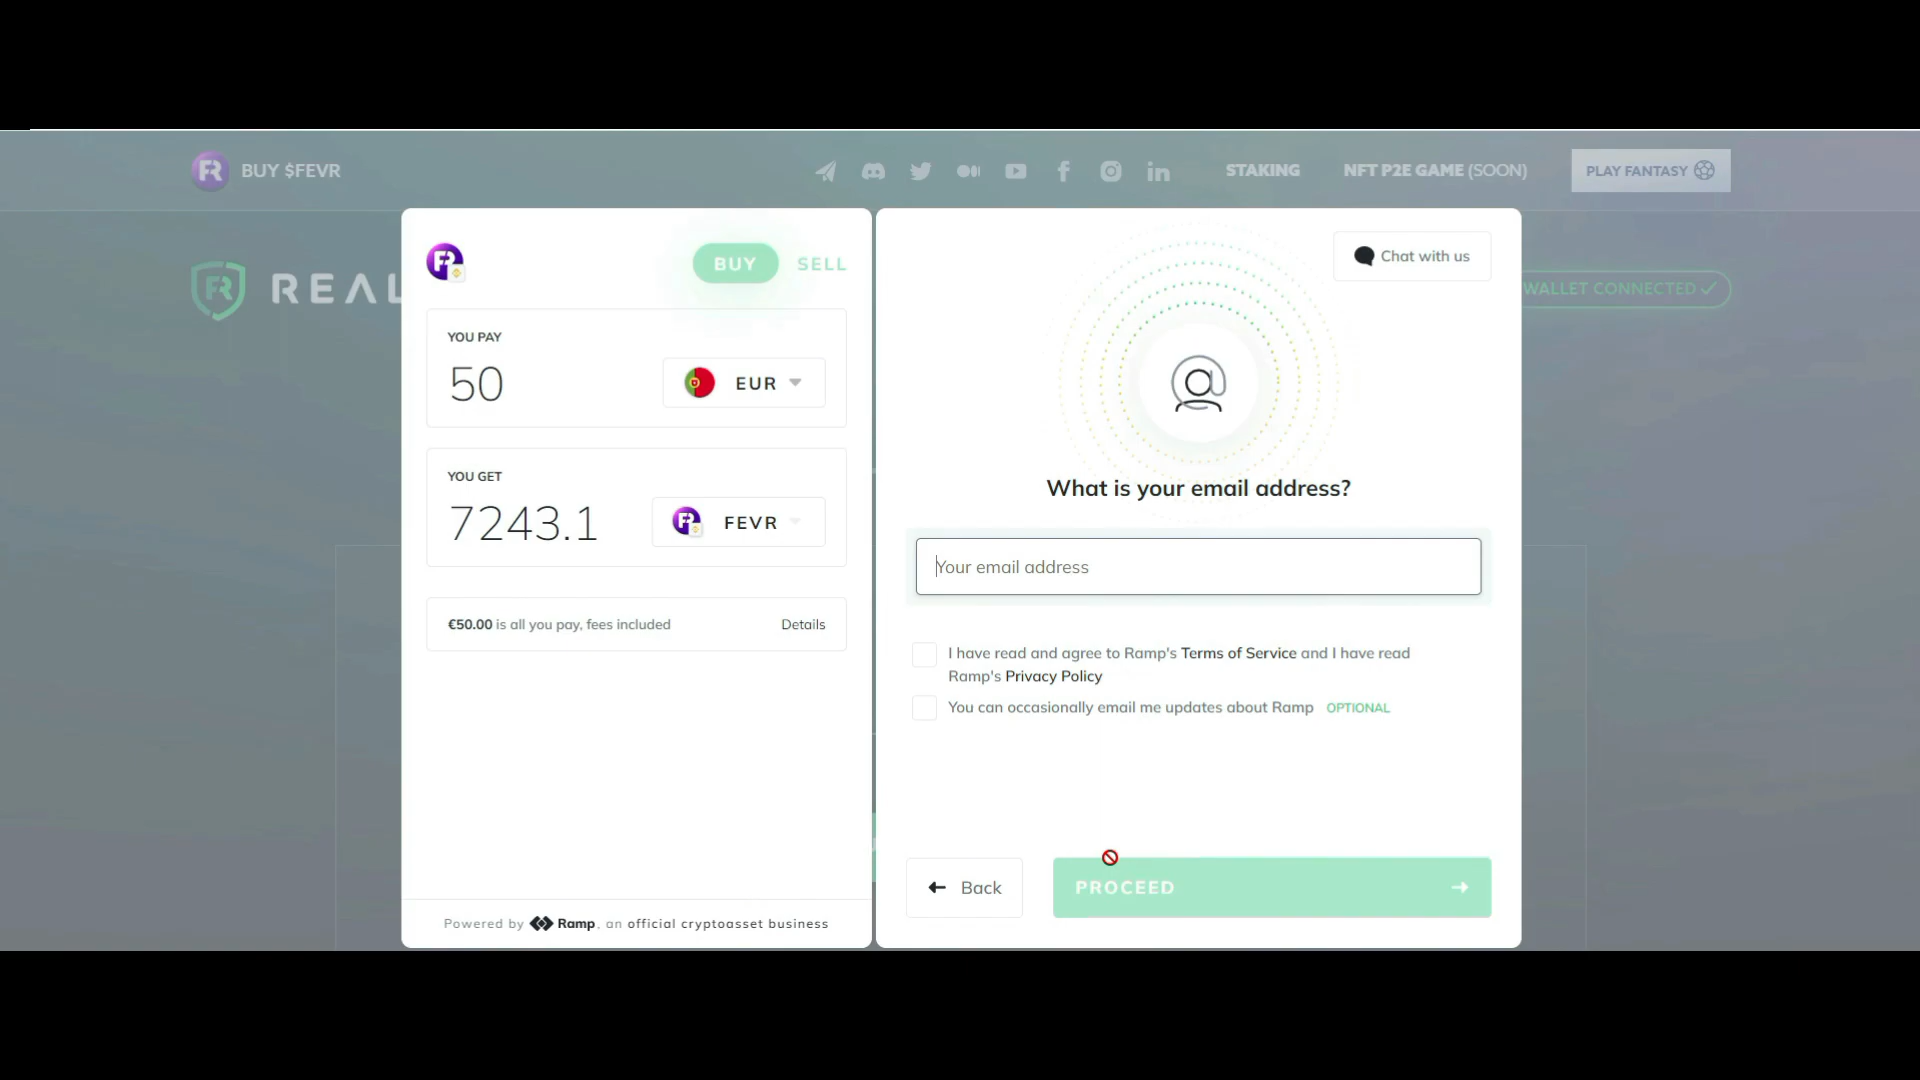 BUY $FEVR
STAKING
NFT P2E GAME (SOON)
PLAY FANTASY
REAL
WALLET CONNECTED
BUY
SELL
YOU PAY
50
EUR
YOU GET
7243.1
FEVR
€50.00 is all you pay, fees included
Details
Powered by Ramp, an official cryptoasset business
Chat with us
What is your email address?
Your email address
I have read and agree to Ramp's Terms of Service and I have read
Ramp's Privacy Policy
You can occasionally email me updates about Ramp OPTIONAL
Back
PROCEED